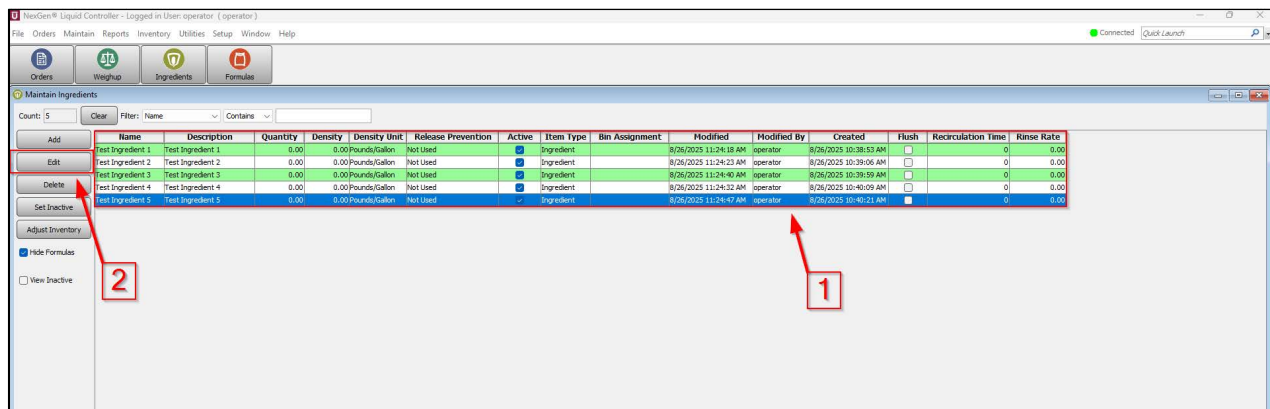 NexGen® Liquid Controller - Logged in User: operator ( operator )
File Orders Maintain Reports Inventory Utilities Setup Window Help
Connected Quick Launch
Orders Weighup Ingredients Formulas
Maintain Ingredients
Count: 5 Clear Filter: Name Contains
Add
Edit
Delete
Set Inactive
Adjust Inventory
Hide Formulas
View Inactive
Name Description Quantity Density Density Unit Release Prevention Active Item Type Bin Assignment Modified Modified By Created Flush Recirculation Time Rinse Rate
Test Ingredient 1 Test Ingredient 1 0.00 0.00 Pounds/Gallon Not Used Ingredient 8/26/2025 11:24:18 AM operator 8/26/2025 10:38:53 AM 0 0.00
Test Ingredient 2 Test Ingredient 2 0.00 0.00 Pounds/Gallon Not Used Ingredient 8/26/2025 11:24:23 AM operator 8/26/2025 10:39:06 AM 0 0.00
Test Ingredient 3 Test Ingredient 3 0.00 0.00 Pounds/Gallon Not Used Ingredient 8/26/2025 11:24:40 AM operator 8/26/2025 10:39:59 AM 0 0.00
Test Ingredient 4 Test Ingredient 4 0.00 0.00 Pounds/Gallon Not Used Ingredient 8/26/2025 11:24:32 AM operator 8/26/2025 10:40:09 AM 0 0.00
Test Ingredient 5 Test Ingredient 5 0.00 0.00 Pounds/Gallon Not Used Ingredient 8/26/2025 11:24:47 AM operator 8/26/2025 10:40:21 AM 0 0.00
2
1